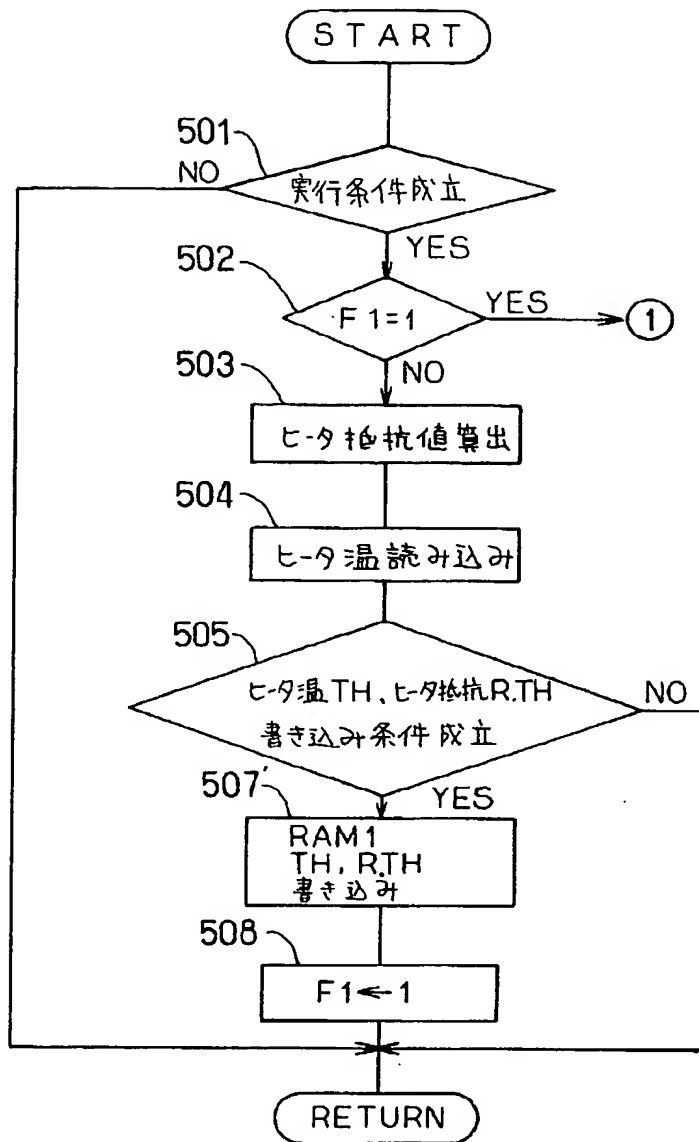 START
501
NO
実行条件成立
YES
502
F1=1
YES
1
NO
503
ヒータ抵抗値算出
504
ヒータ温読み込み
505
ヒータ温TH、ヒータ抵抗R.TH
書き込み条件成立
NO
YES
507'
RAM1
TH, R.TH
書き込み
508
F1←1
RETURN